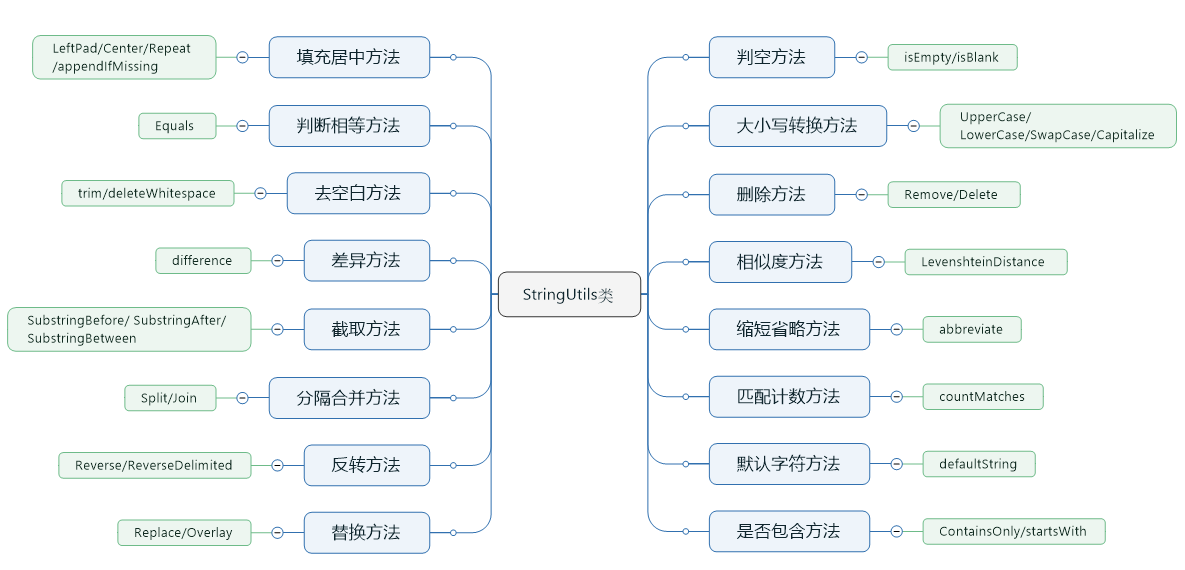 填充居中方法
LeftPad/Center/Repeat
/appendIfMissing
判断相等方法
Equals
去空白方法
trim/deleteWhitespace
差异方法
difference
截取方法
SubstringBefore/ SubstringAfter/
SubstringBetween
分隔合并方法
Split/Join
反转方法
Reverse/ReverseDelimited
替换方法
Replace/Overlay
StringUtils类
判空方法
isEmpty/isBlank
大小写转换方法
UpperCase/
LowerCase/SwapCase/Capitalize
删除方法
Remove/Delete
相似度方法
LevenshteinDistance
缩短省略方法
abbreviate
匹配计数方法
countMatches
默认字符方法
defaultString
是否包含方法
ContainsOnly/startsWith